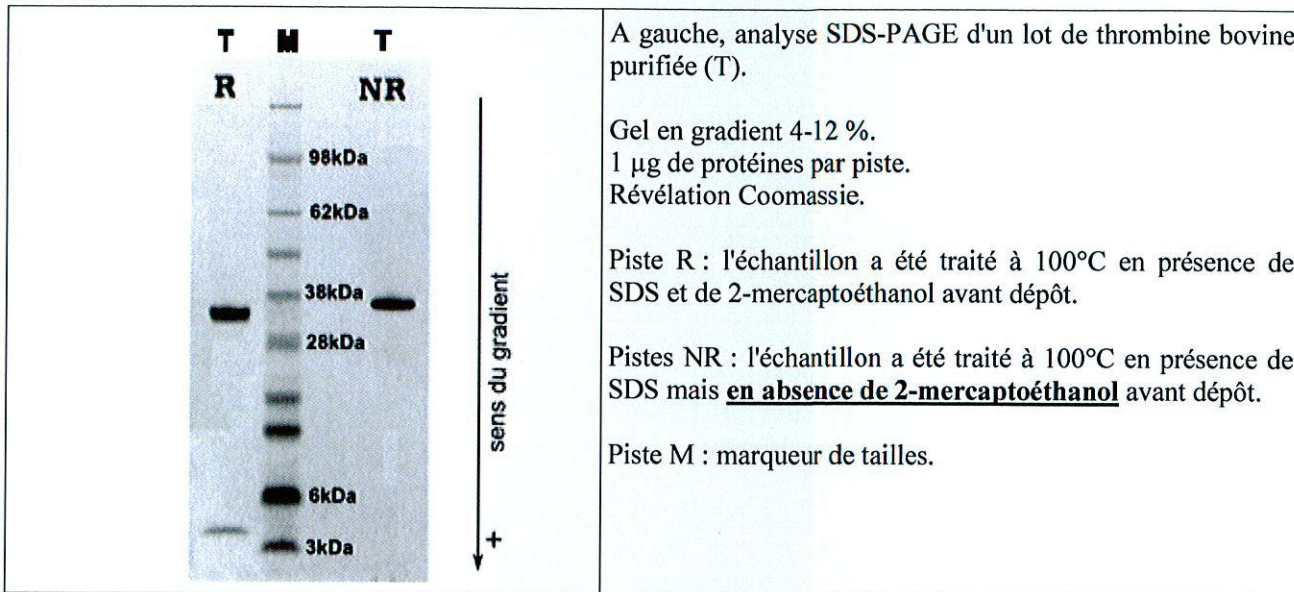 T M T
R NR
98kDa
62kDa
38kDa
28kDa
6kDa
3kDa
sens du gradient
+
A gauche, analyse SDS-PAGE d'un lot de thrombine bovine
purifiée (T).
Gel en gradient 4-12 %.
1 µg de protéines par piste.
Révélation Coomassie.
Piste R : l'échantillon a été traité à 100°C en présence de
SDS et de 2-mercaptoéthanol avant dépôt.
Pistes NR : l'échantillon a été traité à 100°C en présence de
SDS mais en absence de 2-mercaptoéthanol avant dépôt.
Piste M : marqueur de tailles.